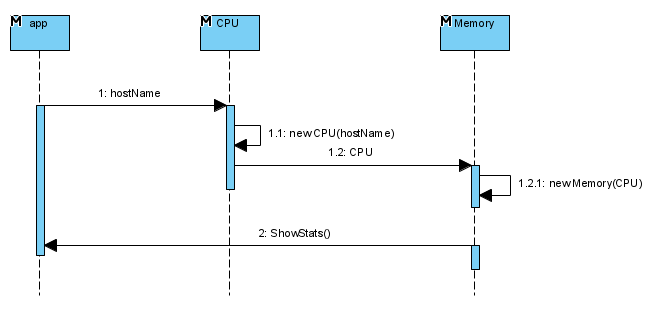 M app
M CPU
M Memory
1: hostName
1.1: newCPU(hostName)
1.2: CPU
1.2.1: newMemory(CPU)
2: ShowStats()